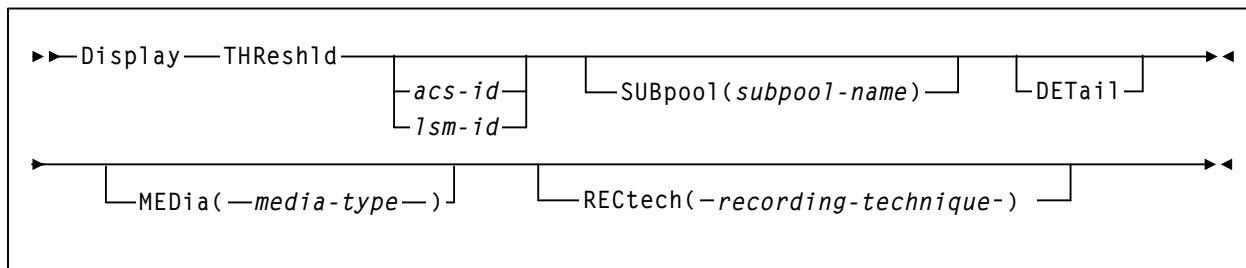 Display THReshld
acs-id
lsm-id
SUBpool(subpool-name)
DETail
MEDia( media-type )
RECtech( recording-technique )